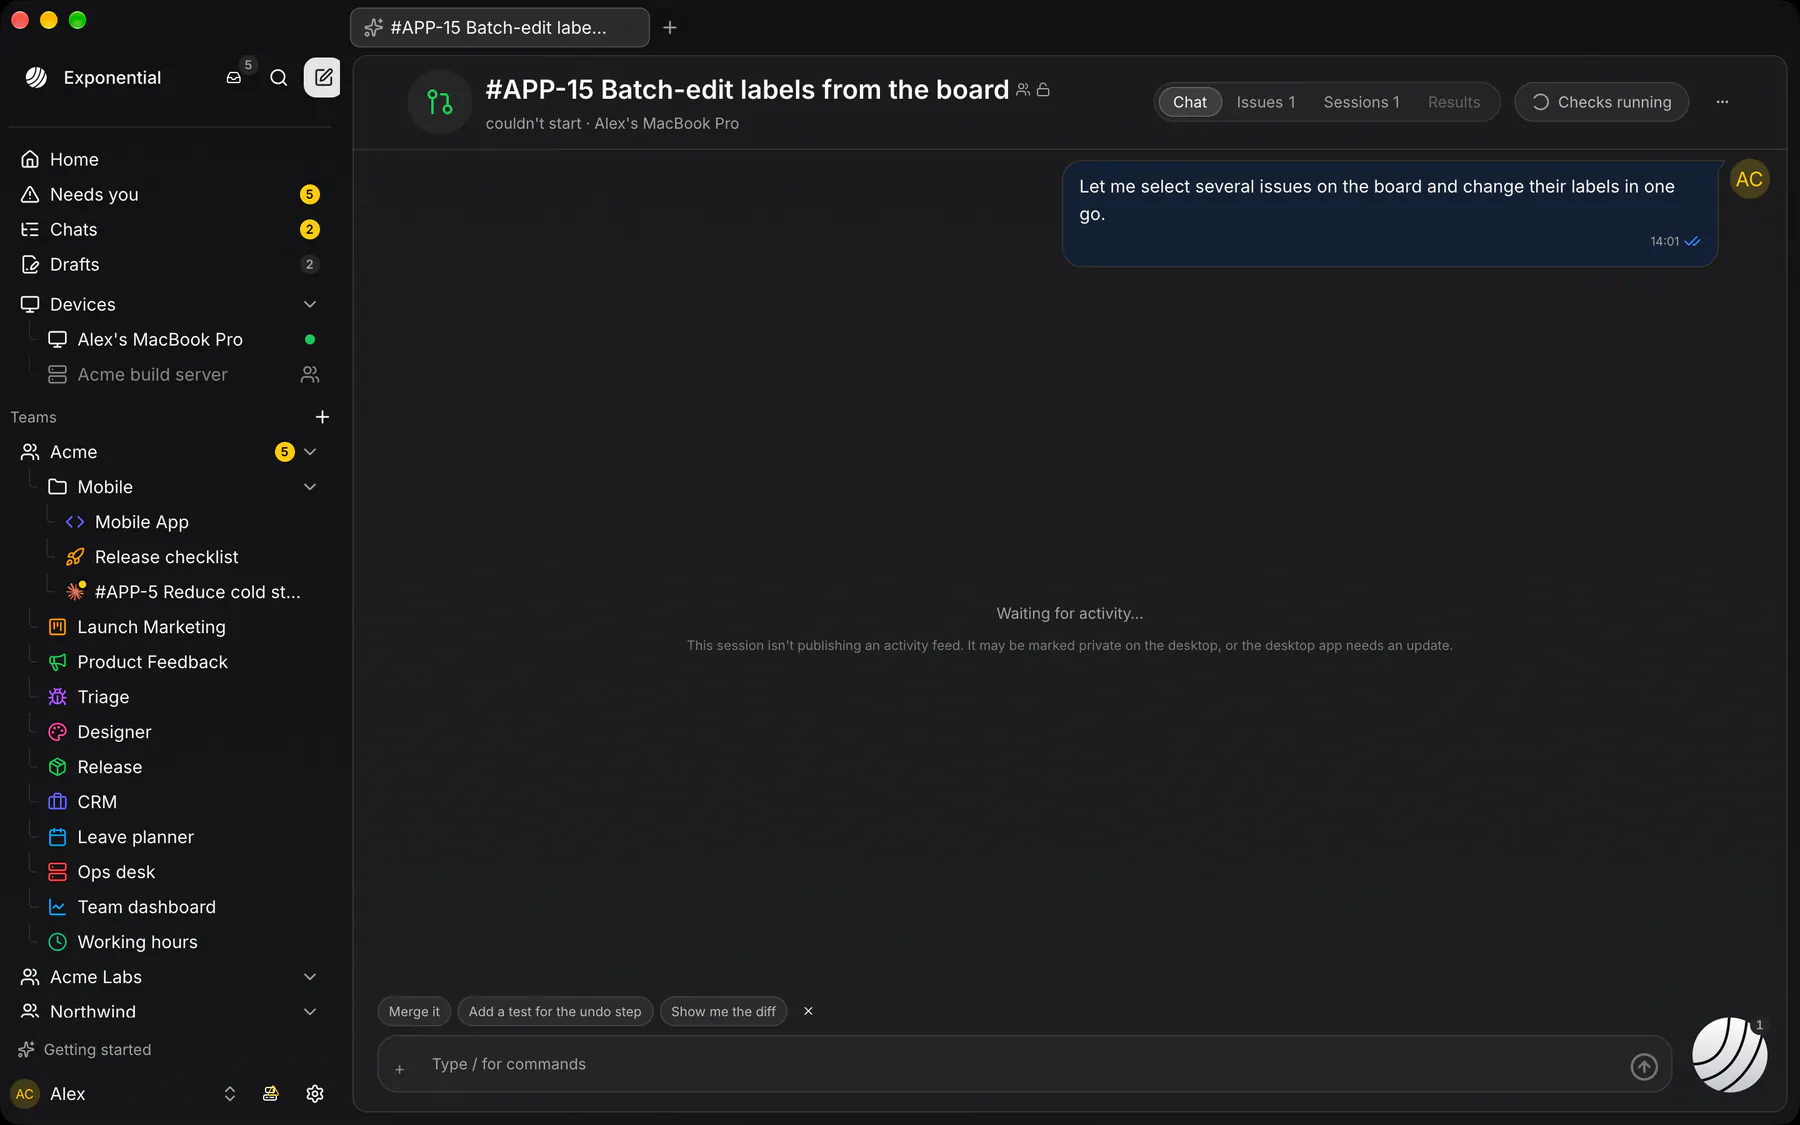 #APP-15 Batch-edit labe...
Exponential
5
Home
Needs you
5
Chats
2
Drafts
2
Devices
Alex's MacBook Pro
Acme build server
Teams
Acme
5
Mobile
Mobile App
Release checklist
#APP-5 Reduce cold st...
Launch Marketing
Product Feedback
Triage
Designer
Release
CRM
Leave planner
Ops desk
Team dashboard
Working hours
Acme Labs
Northwind
Getting started
AC
Alex
#APP-15 Batch-edit labels from the board
couldn't start · Alex's MacBook Pro
Chat
Issues 1
Sessions 1
Results
Checks running
Let me select several issues on the board and change their labels in one
go.
14:01
AC
Waiting for activity...
This session isn't publishing an activity feed. It may be marked private on the desktop, or the desktop app needs an update.
Merge it
Add a test for the undo step
Show me the diff
Type / for commands
1